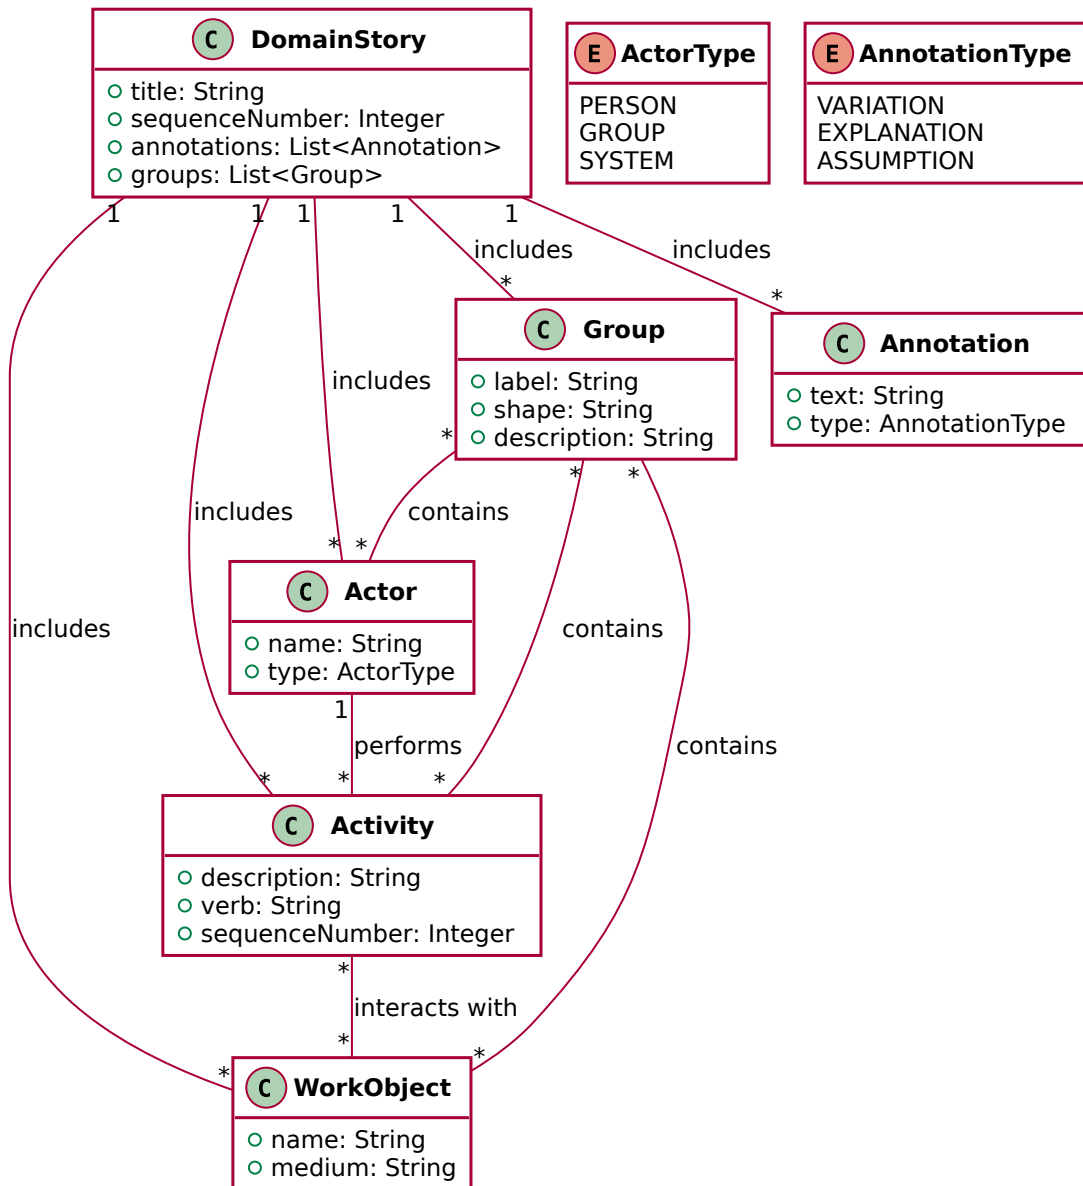 C DomainStory
title: String
sequenceNumber: Integer
annotations: List<Annotation>
groups: List<Group>
E ActorType
PERSON
GROUP
SYSTEM
E AnnotationType
VARIATION
EXPLANATION
ASSUMPTION
1
1
1
1
1
includes
includes
*
*
C Group
label: String
shape: String
description: String
C Annotation
text: String
type: AnnotationType
includes
*
*
*
includes
contains
*
*
C Actor
name: String
type: ActorType
includes
contains
1
performs
contains
*
*
*
C Activity
description: String
verb: String
sequenceNumber: Integer
*
interacts with
*
*
*
C WorkObject
name: String
medium: String